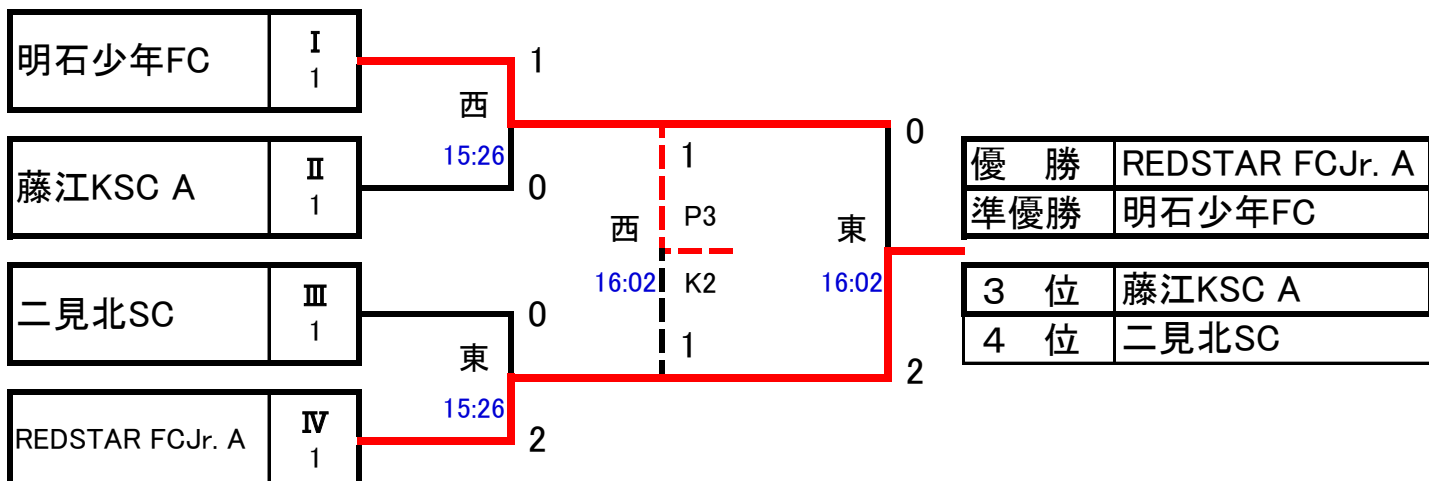 明石少年FC
Ⅰ
1
藤江KSC A
Ⅱ
1
二見北SC
Ⅲ
1
REDSTAR FCJr. A
Ⅳ
1
1
西
15:26
0
0
東
15:26
2
1
P3
西
16:02
K2
1
0
東
16:02
2
優　勝 REDSTAR FCJr. A
準優勝 明石少年FC
３　位 藤江KSC A
４　位 二見北SC